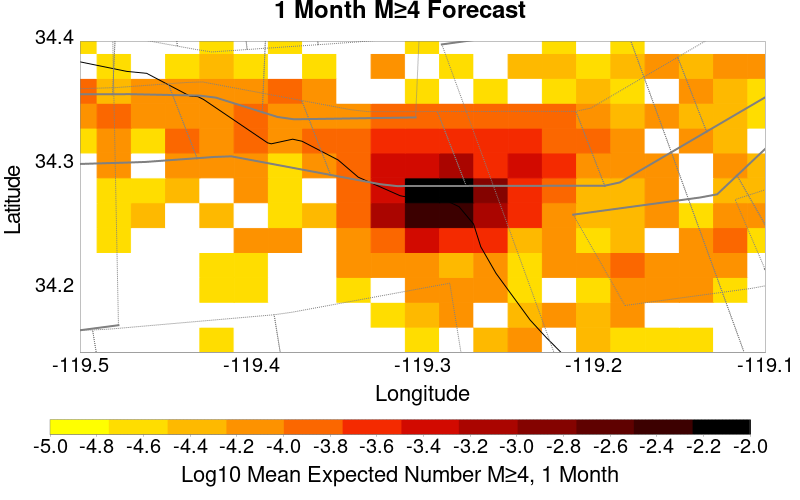 1 Month M≥4 Forecast
34.4
34.3
34.2
Latitude
-119.5 -119.4 -119.3 -119.2 -119.1
Longitude
-5.0 -4.8 -4.6 -4.4 -4.2 -4.0 -3.8 -3.6 -3.4 -3.2 -3.0 -2.8 -2.6 -2.4 -2.2 -2.0
Log10 Mean Expected Number M≥4, 1 Month